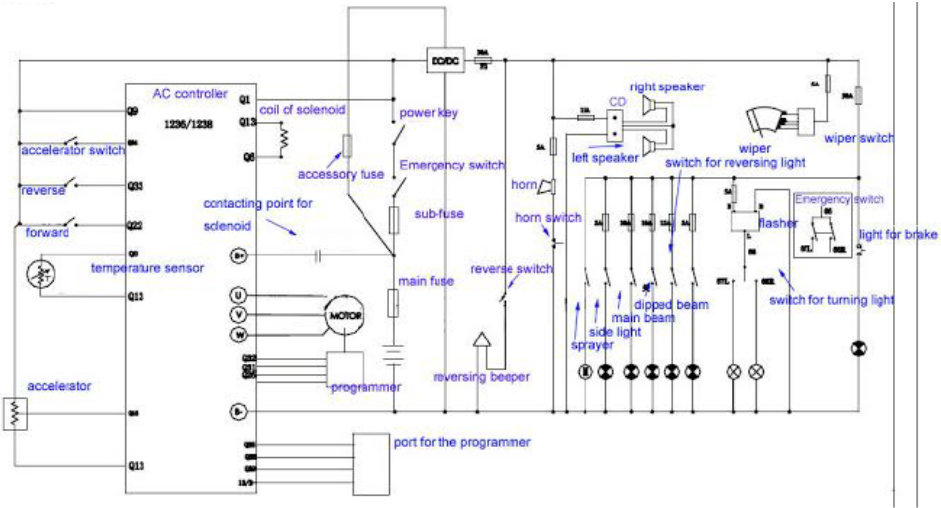 AC controller
1236/1238
Q1
coil of solenoid
Q13
Q6
Q9
accelerator switch
reverse
Q33
forward
Q22
temperature sensor
Q13
B+
U
V
W
MOTOR
Q32
programmer
accelerator
B-
Q13
port for the programmer
accessory fuse
contacting point for
solenoid
DC/DC
power key
Emergency switch
sub-fuse
main fuse
reverse switch
reversing beeper
horn
horn switch
5A
CD
right speaker
left speaker
switch for reversing light
wiper
wiper switch
5A
sprayer
side light
main beam
dipped beam
5A
flasher
Emergency switch
light for brake
switch for turning light